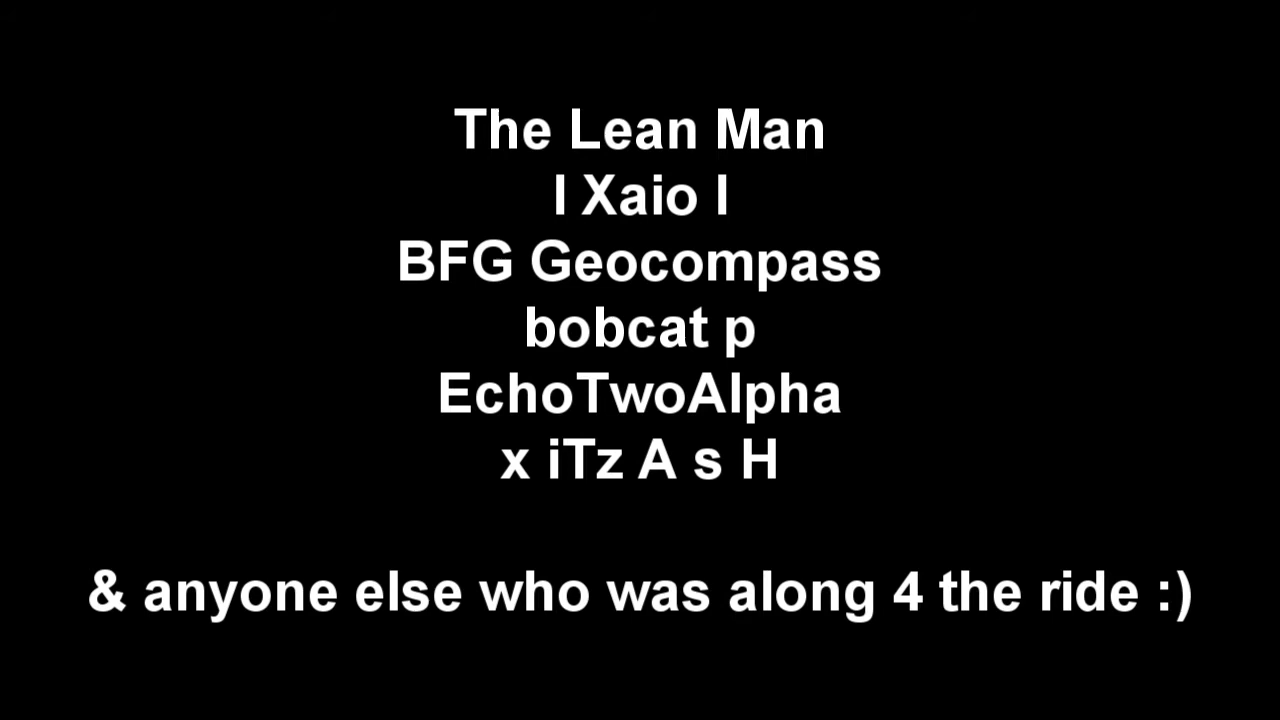 The Lean Man
I Xaio I
BFG Geocompass
bobcat p
EchoTwoAlpha
x iTz A s H
& anyone else who was along 4 the ride :)